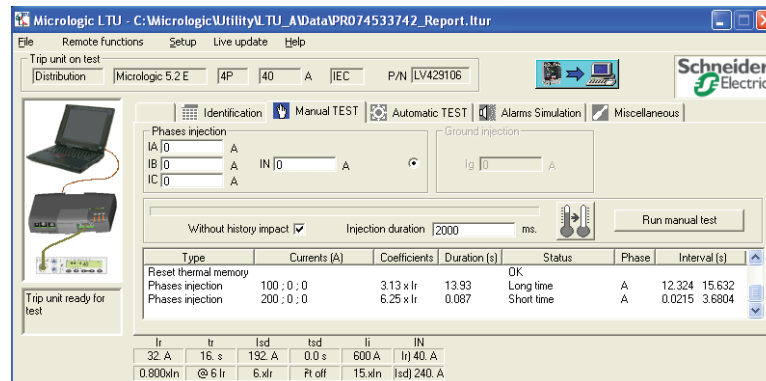 Micrologic LTU - C:\Micrologic\Utility\LTU_A\Data\PR074533742_Report.ltur
File Remote functions Setup Live update Help
Trip unit on test
Distribution Micrologic 5.2 E 4P 40 A IEC P/N LV429106
Schneider
Electric
Identification Manual TEST Automatic TEST Alarms Simulation Miscellaneous
Phases injection Ground injection
IA 0 A
IB 0 A IN 0 A Ig 0 A
IC 0 A
Without history impact Injection duration 2000 ms. Run manual test
Type Currents (A) Coefficients Duration (s) Status Phase Interval (s)
Reset thermal memory OK
Phases injection 100 ; 0 ; 0 3.13 x Ir 13.93 Long time A 12.324 15.632
Phases injection 200 ; 0 ; 0 6.25 x Ir 0.087 Short time A 0.0215 3.6804
Trip unit ready for
test
Ir tr Isd tsd Ii IN
32. A 16. s 192. A 0.0 s 600 A Ir) 40. A
0.800xIn @ 6 Ir 6.xIr I²t off 15.xIn Isd) 240. A